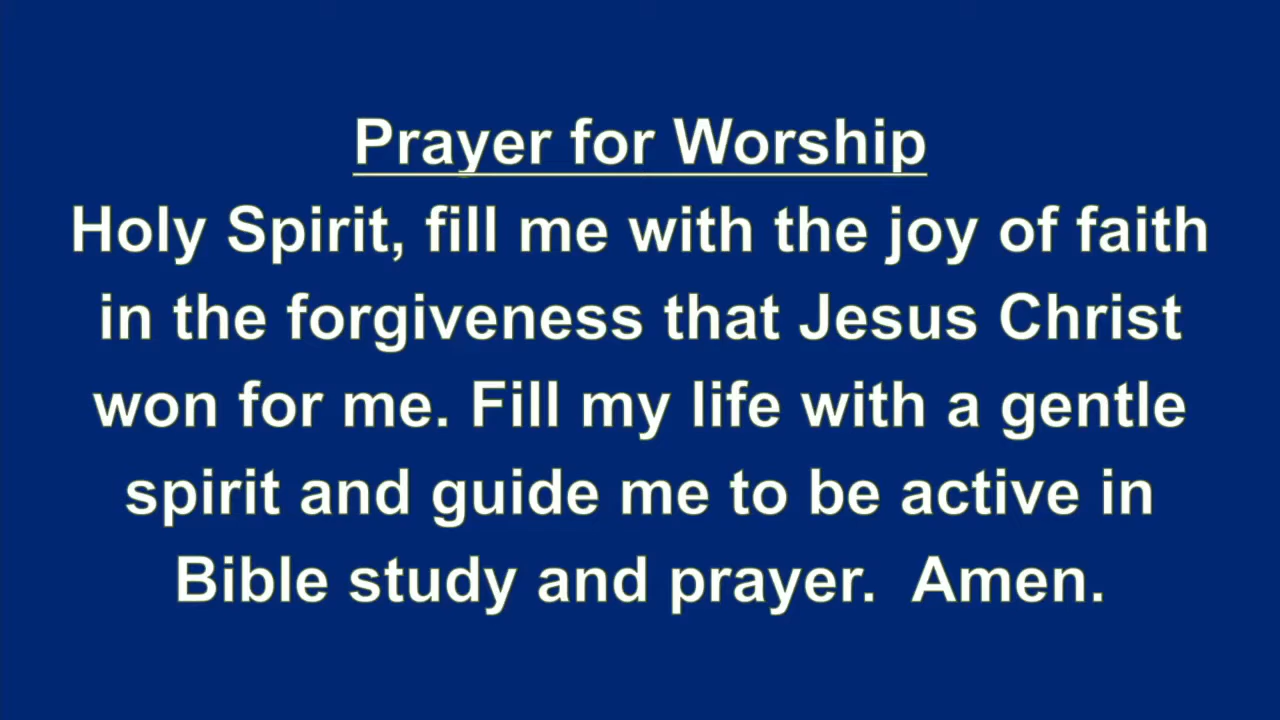 Prayer for Worship
Holy Spirit, fill me with the joy of faith
in the forgiveness that Jesus Christ
won for me. Fill my life with a gentle
spirit and guide me to be active in
Bible study and prayer.  Amen.